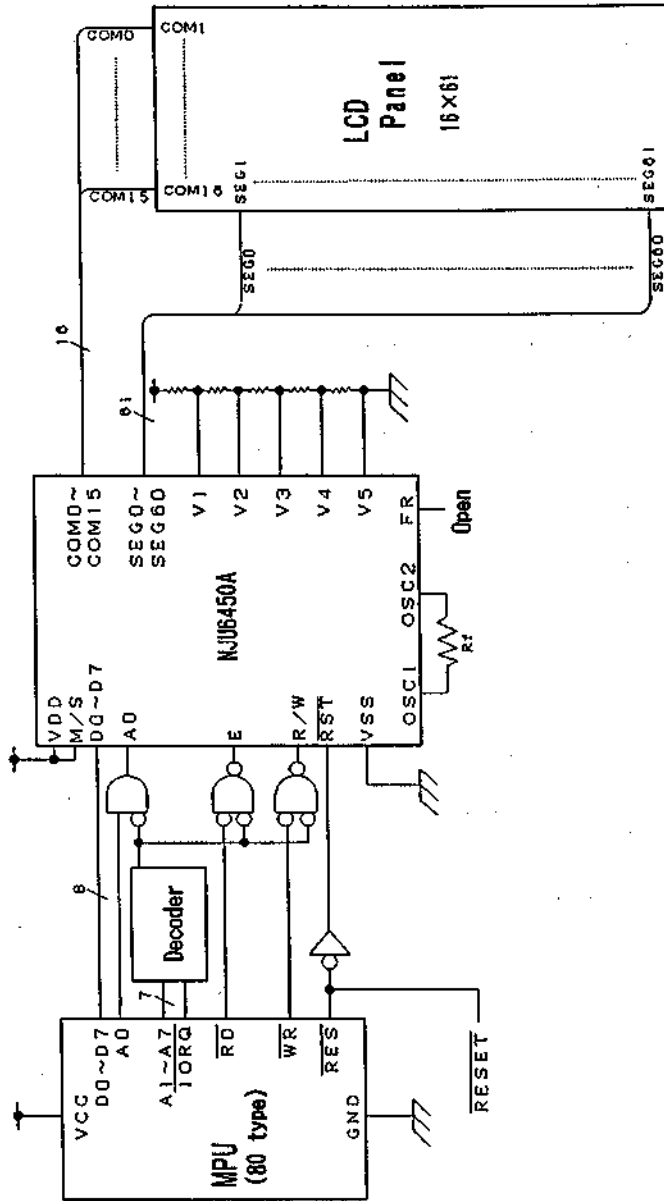 VCC
D0~D7
A0
A1~A7
IORQ
RD
WR
RES
GND
MPU
(80 type)
RESET
8
7
Decoder
VDD
M/S
D0~D7
A0
E
R/W
RST
VSS
NJU6450A
COM0~
COM15
SEG0~
SEG60
V1
V2
V3
V4
V5
OSC1
OSC2
FR
Rf
Open
16
61
COM0
COM15
SEG0
SEG60
COM1
COM16
SEG1
SEG61
LCD
Panel
16×61